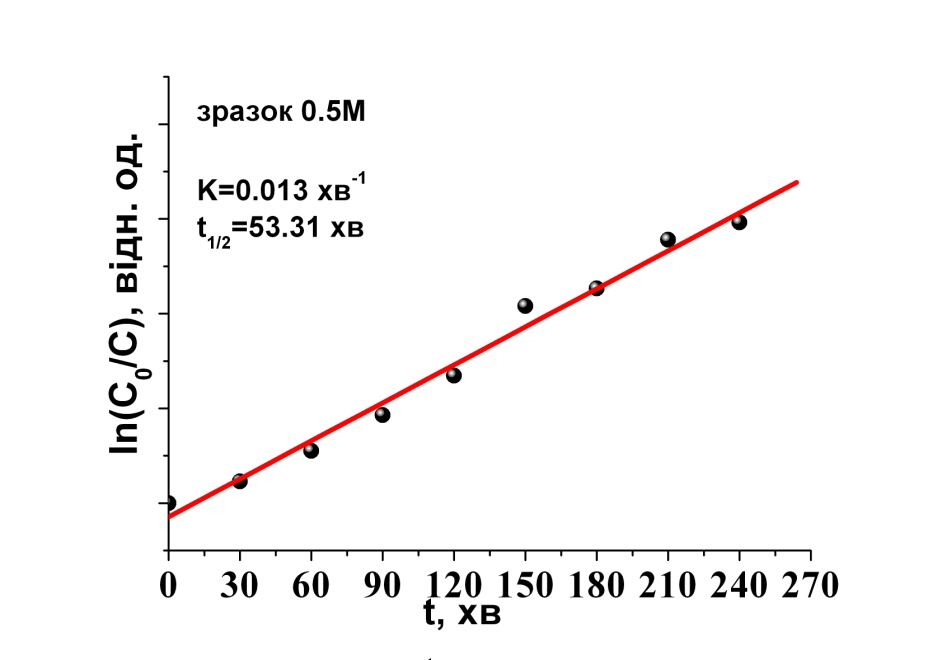 зразок 0.5М
K=0.013 хв⁻¹
t1/2=53.31 хв
ln(C0/C), відн. од.
0 30 60 90 120 150 180 210 240 270
t, хв